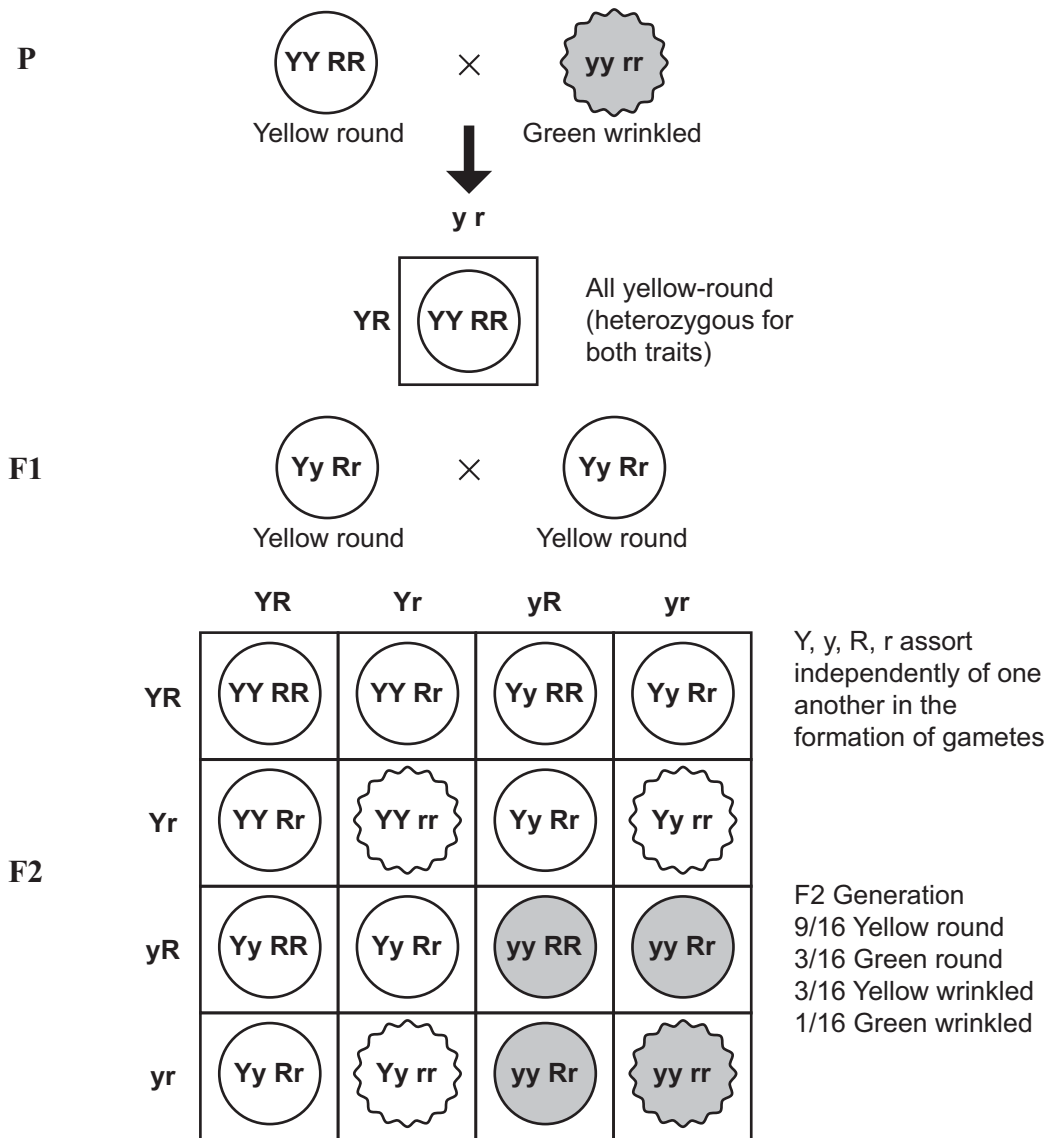 P
YY RR × yy rr
Yellow round Green wrinkled
y r
YR YY RR
All yellow-round
(heterozygous for
both traits)
F1
Yy Rr × Yy Rr
Yellow round Yellow round
YR Yr yR yr
YR YY RR YY Rr Yy RR Yy Rr
Y, y, R, r assort
independently of one
another in the
formation of gametes
Yr YY Rr YY rr Yy Rr Yy rr
F2
yR Yy RR Yy Rr yy RR yy Rr
F2 Generation
9/16 Yellow round
3/16 Green round
3/16 Yellow wrinkled
1/16 Green wrinkled
yr Yy Rr Yy rr yy Rr yy rr